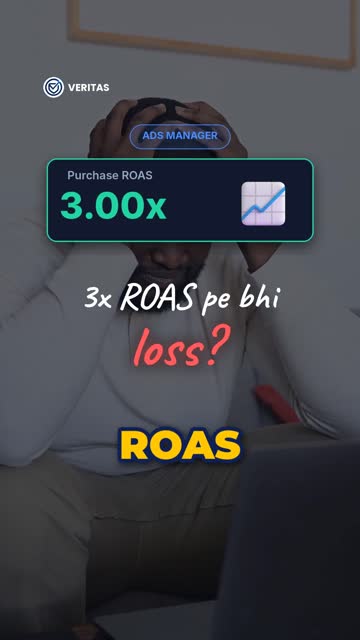 VERITAS
ADS MANAGER
Purchase ROAS
3.00x
3x ROAS pe bhi
loss?
ROAS